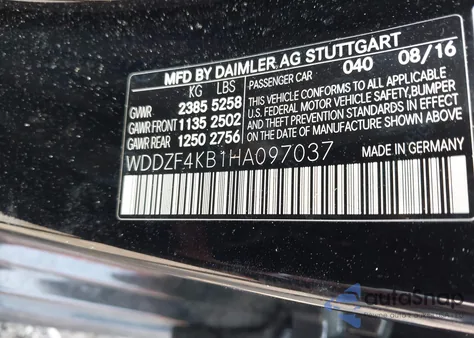 MFD BY DAIMLER AG STUTTGART
KG LBS PASSENGER CAR 040 08/16
GVWR 2385 5258
GAWR FRONT 1135 2502
GAWR REAR 1250 2756
THIS VEHICLE CONFORMS TO ALL APPLICABLE
U.S. FEDERAL MOTOR VEHICLE SAFETY, BUMPER
AND THEFT PREVENTION STANDARDS IN EFFECT
ON THE DATE OF MANUFACTURE SHOWN ABOVE
WDDZF4KB1HA097037 MADE IN GERMANY
autoSnap